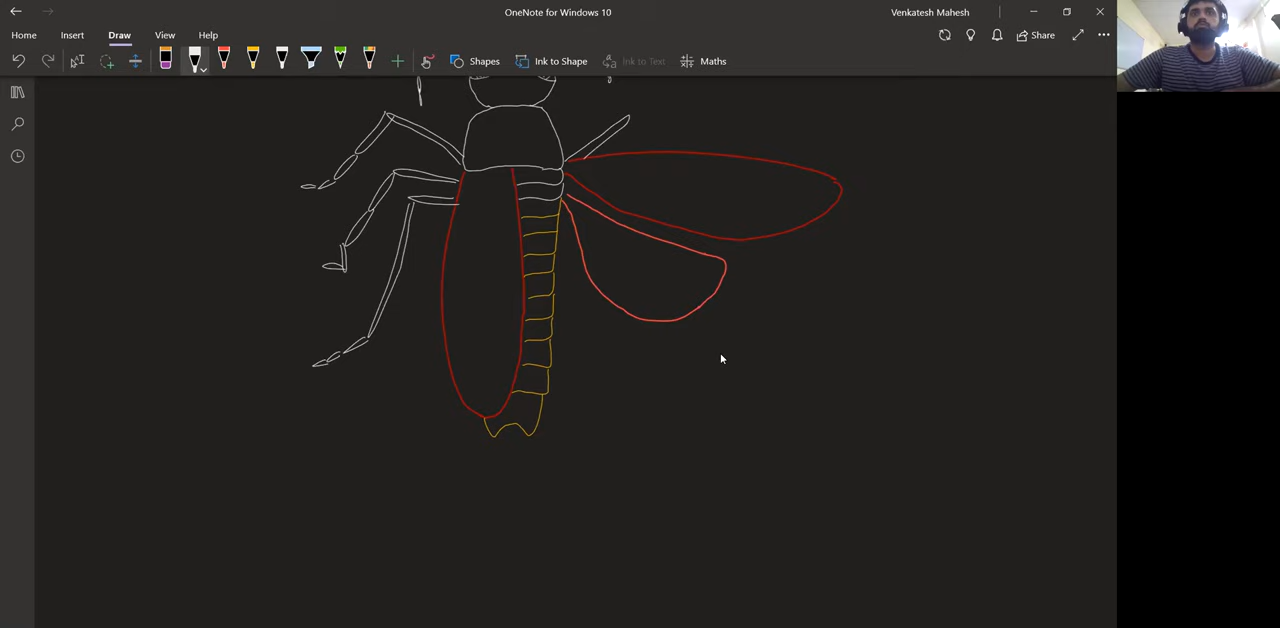 OneNote for Windows 10
Venkatesh Mahesh
Home
Insert
Draw
View
Help
Share
Shapes
Ink to Shape
Ink to Text
Maths